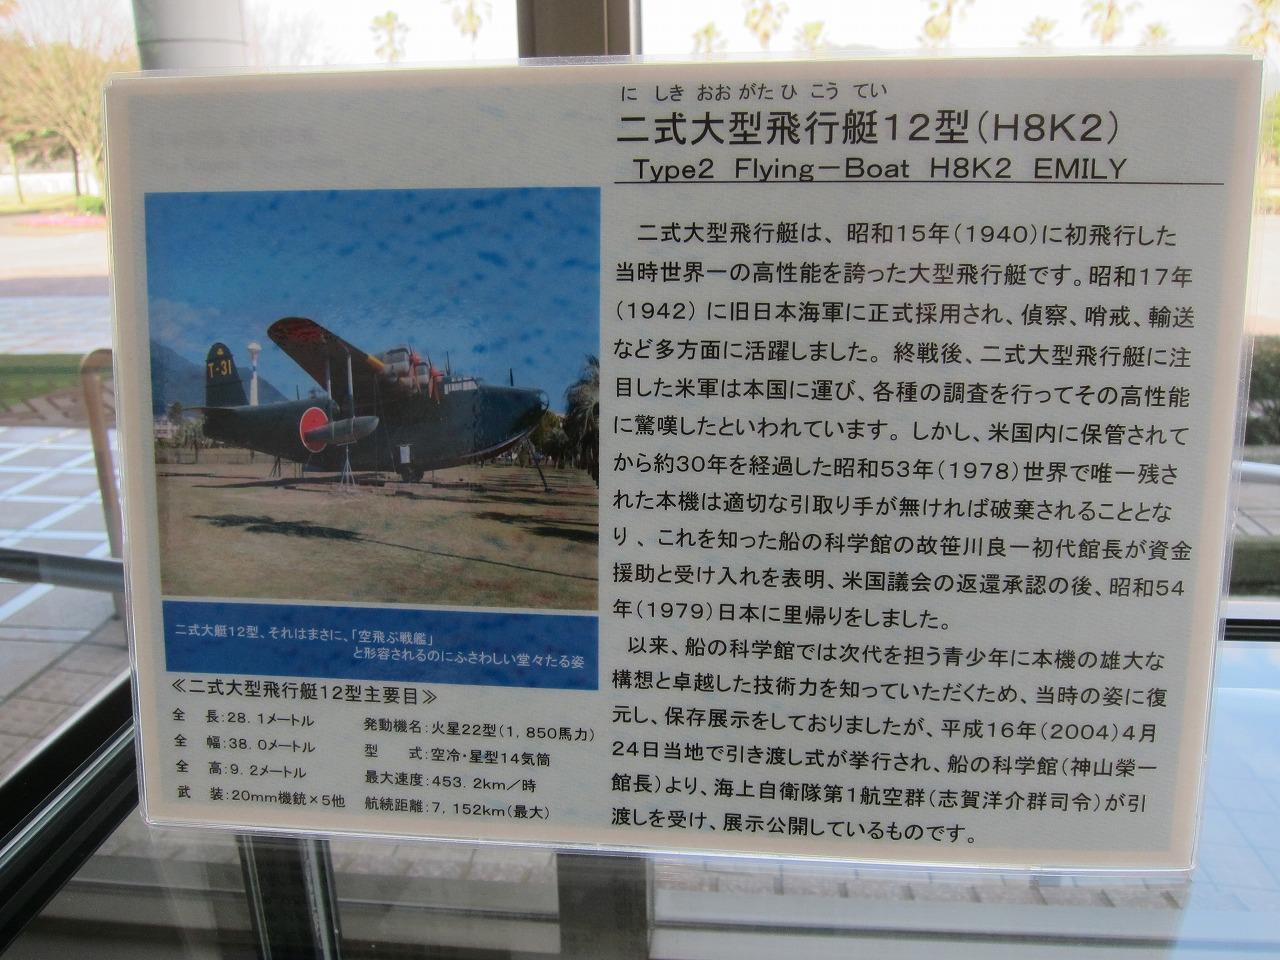 に しき おお がた ひ こう てい
二式大型飛行艇12型(H8K2)
Type2 Flying-Boat H8K2 EMILY
二式大型飛行艇は、昭和15年(1940)に初飛行した
当時世界一の高性能を誇った大型飛行艇です。昭和17年
(1942)に旧日本海軍に正式採用され、偵察、哨戒、輸送
など多方面に活躍しました。終戦後、二式大型飛行艇に注
目した米軍は本国に運び、各種の調査を行ってその高性能
に驚嘆したといわれています。しかし、米国内に保管されて
から約30年を経過した昭和53年(1978)世界で唯一残さ
れた本機は適切な引取り手が無ければ破棄されることとな
り、これを知った船の科学館の故笹川良一初代館長が資金
援助と受け入れを表明、米国議会の返還承認の後、昭和54
年(1979)日本に里帰りをしました。
以来、船の科学館では次代を担う青少年に本機の雄大な
構想と卓越した技術力を知っていただくため、当時の姿に復
元し、保存展示をしておりましたが、平成16年(2004)4月
24日当地で引き渡し式が挙行され、船の科学館(神山榮一
館長)より、海上自衛隊第1航空群(志賀洋介群司令)が引
渡しを受け、展示公開しているものです。
T-31
二式大艇12型、それはまさに、「空飛ぶ戦艦」
と形容されるのにふさわしい堂々たる姿
≪二式大型飛行艇12型主要目≫
全 長:28.1メートル
全 幅:38.0メートル
全 高:9.2メートル
武 装:20mm機銃×5他
発動機名:火星22型(1,850馬力)
型 式:空冷・星型14気筒
最大速度:453.2km/時
航続距離:7,152km(最大)